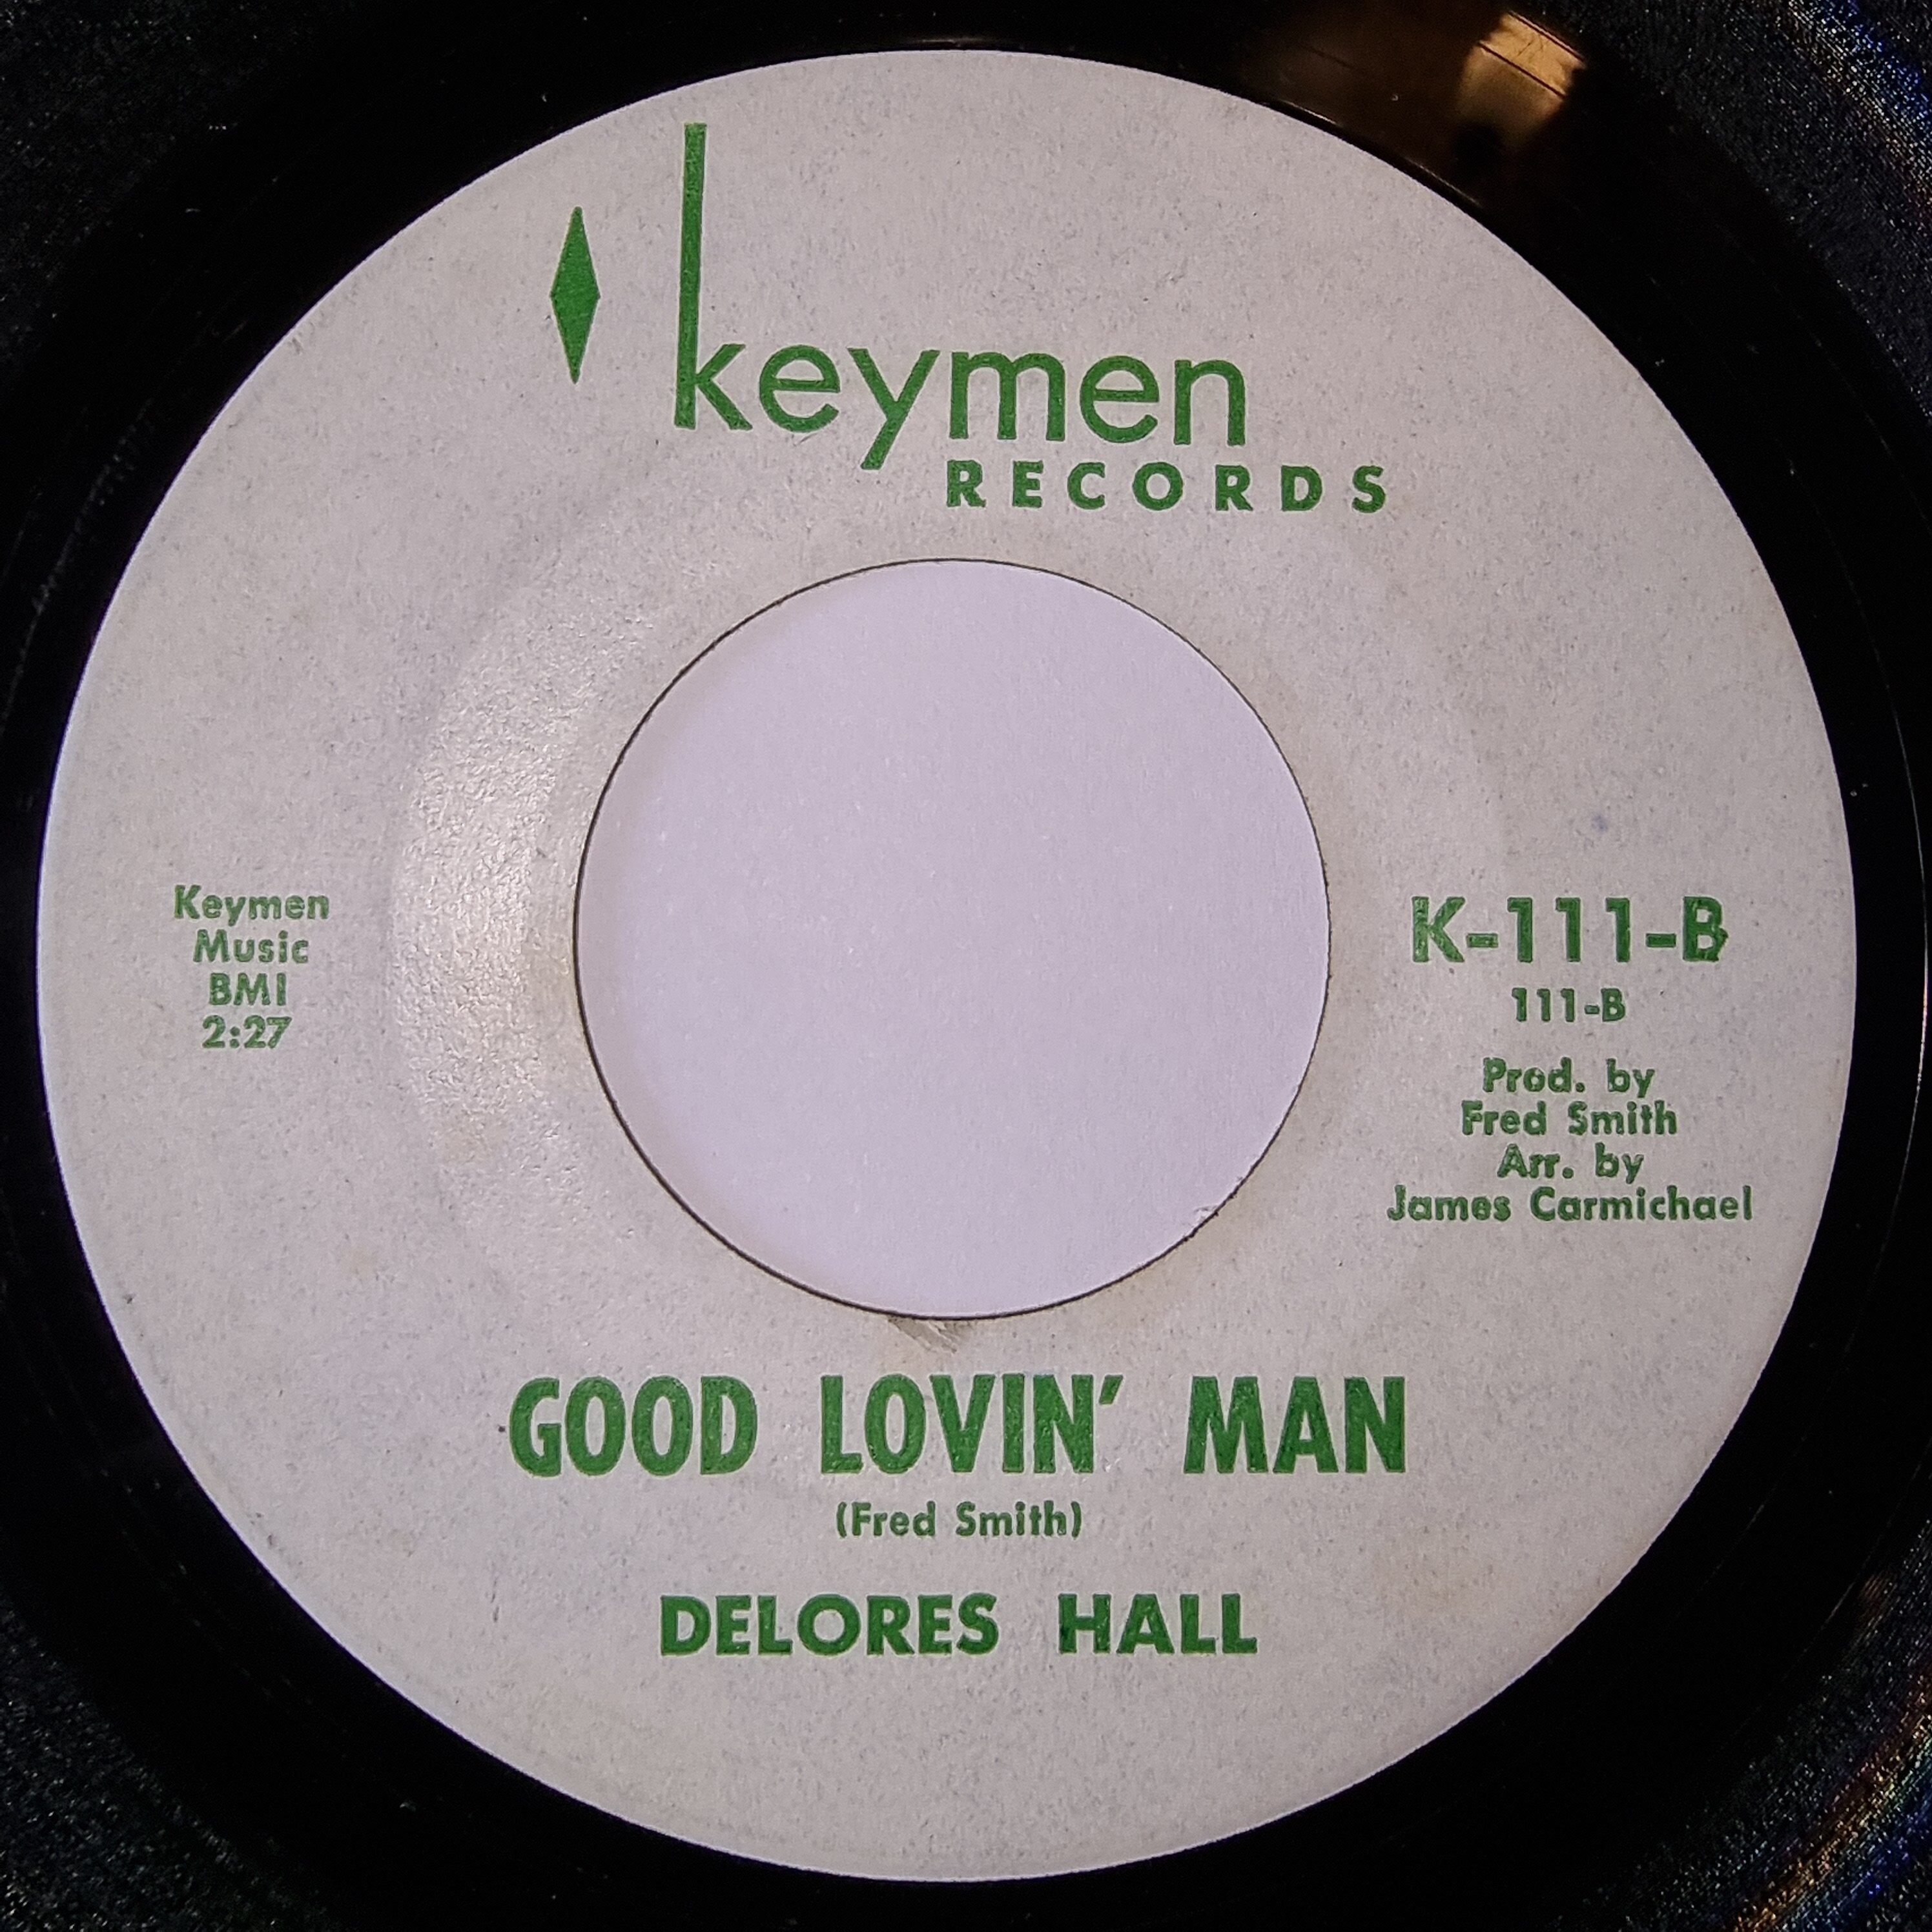 keymen
RECORDS
Keymen
Music
BMI
2:27
K-111-B
111-B
Prod. by
Fred Smith
Arr. by
James Carmichael
GOOD LOVIN' MAN
(Fred Smith)
DELORES HALL